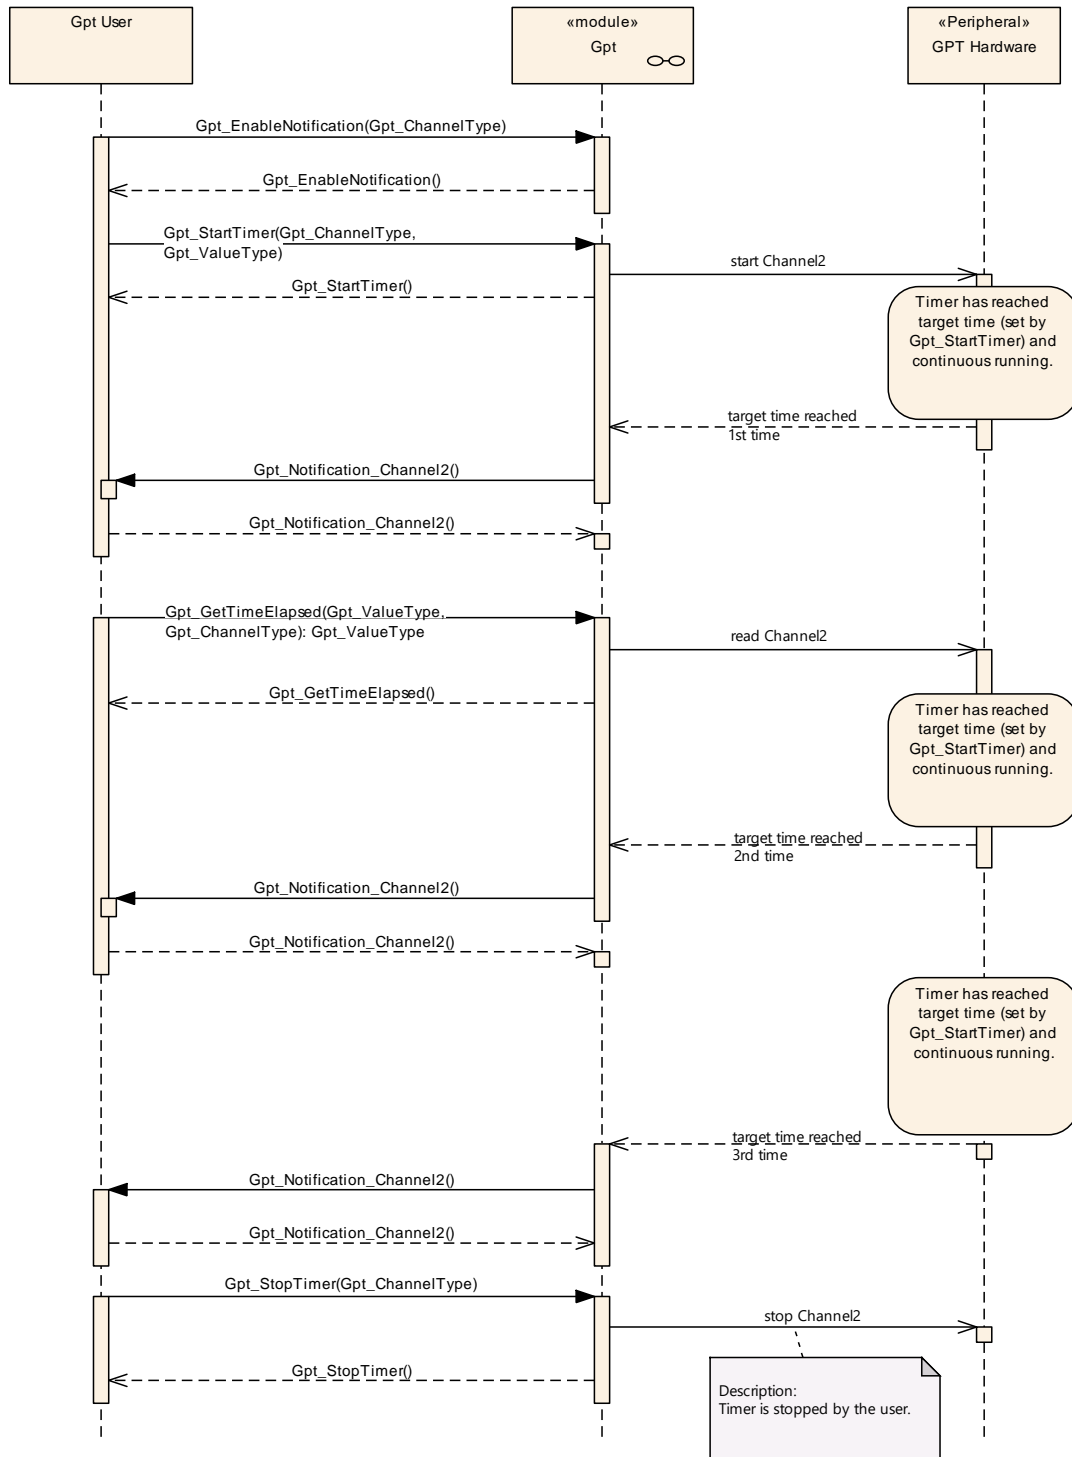 Gpt User
«module»
Gpt
«Peripheral»
GPT Hardware
Gpt_EnableNotification(Gpt_ChannelType)
Gpt_EnableNotification()
Gpt_StartTimer(Gpt_ChannelType,
Gpt_ValueType)
start Channel2
Gpt_StartTimer()
Timer has reached
target time (set by
Gpt_StartTimer) and
continuous running.
target time reached
1st time
Gpt_Notification_Channel2()
Gpt_Notification_Channel2()
Gpt_GetTimeElapsed(Gpt_ValueType,
Gpt_ChannelType): Gpt_ValueType
read Channel2
Gpt_GetTimeElapsed()
Timer has reached
target time (set by
Gpt_StartTimer) and
continuous running.
target time reached
2nd time
Gpt_Notification_Channel2()
Gpt_Notification_Channel2()
Timer has reached
target time (set by
Gpt_StartTimer) and
continuous running.
target time reached
3rd time
Gpt_Notification_Channel2()
Gpt_Notification_Channel2()
Gpt_StopTimer(Gpt_ChannelType)
stop Channel2
Gpt_StopTimer()
Description:
Timer is stopped by the user.